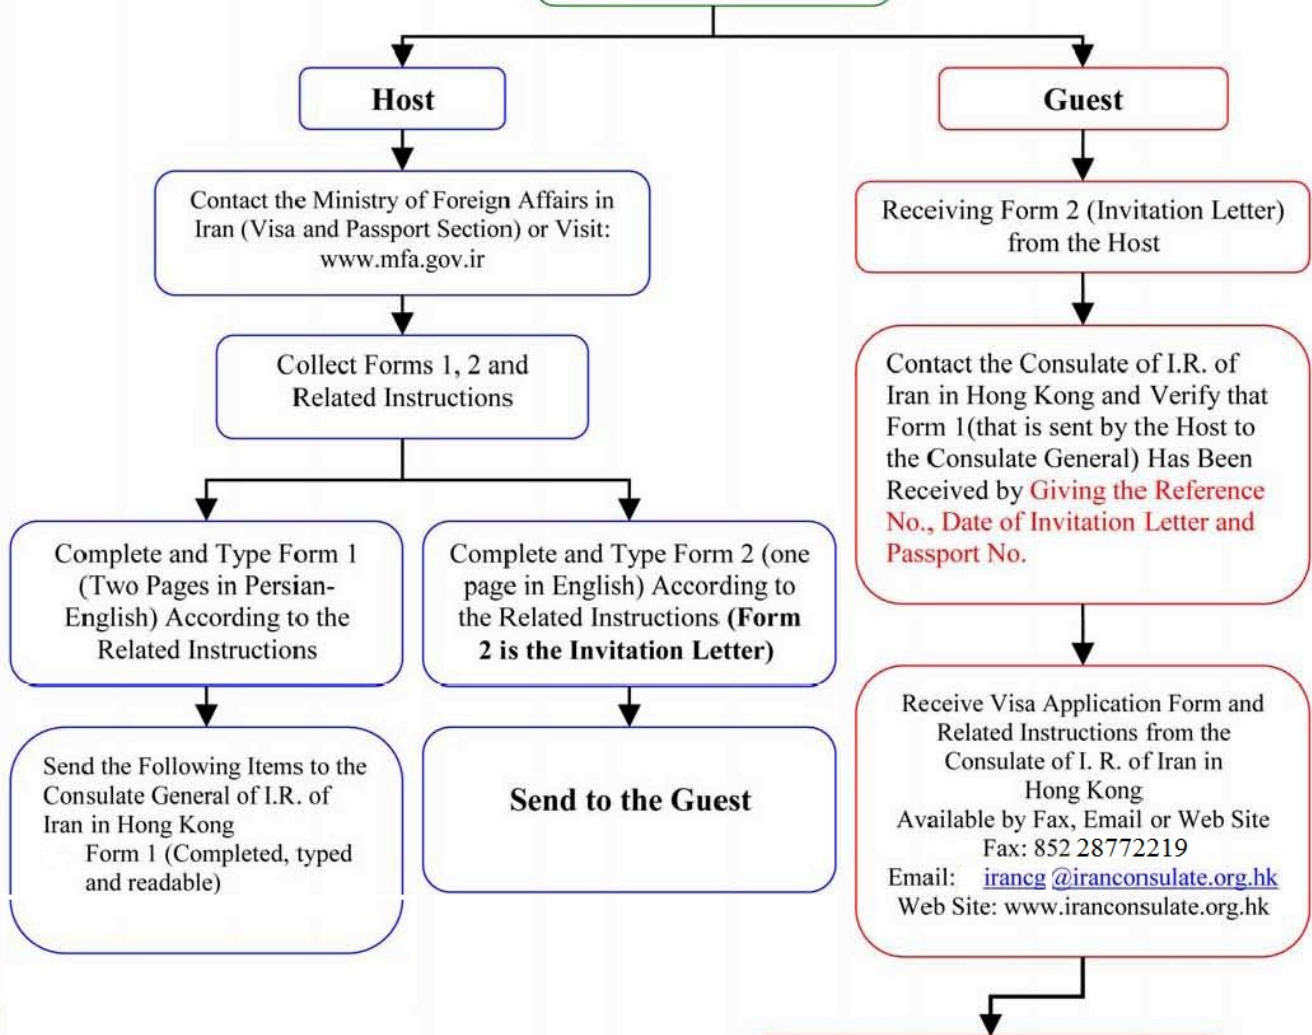 Host
Guest
Contact the Ministry of Foreign Affairs in
Iran (Visa and Passport Section) or Visit:
www.mfa.gov.ir
Receiving Form 2 (Invitation Letter)
from the Host
Collect Forms 1, 2 and
Related Instructions
Contact the Consulate of I.R. of
Iran in Hong Kong and Verify that
Form 1(that is sent by the Host to
the Consulate General) Has Been
Received by Giving the Reference
No., Date of Invitation Letter and
Passport No.
Complete and Type Form 1
(Two Pages in Persian-
English) According to the
Related Instructions
Complete and Type Form 2 (one
page in English) According to
the Related Instructions (Form
2 is the Invitation Letter)
Send the Following Items to the
Consulate General of I.R. of
Iran in Hong Kong
Form 1 (Completed, typed
and readable)
Send to the Guest
Receive Visa Application Form and
Related Instructions from the
Consulate of I. R. of Iran in
Hong Kong
Available by Fax, Email or Web Site
Fax: 852 28772219
Email: irancg @iranconsulate.org.hk
Web Site: www.iranconsulate.org.hk